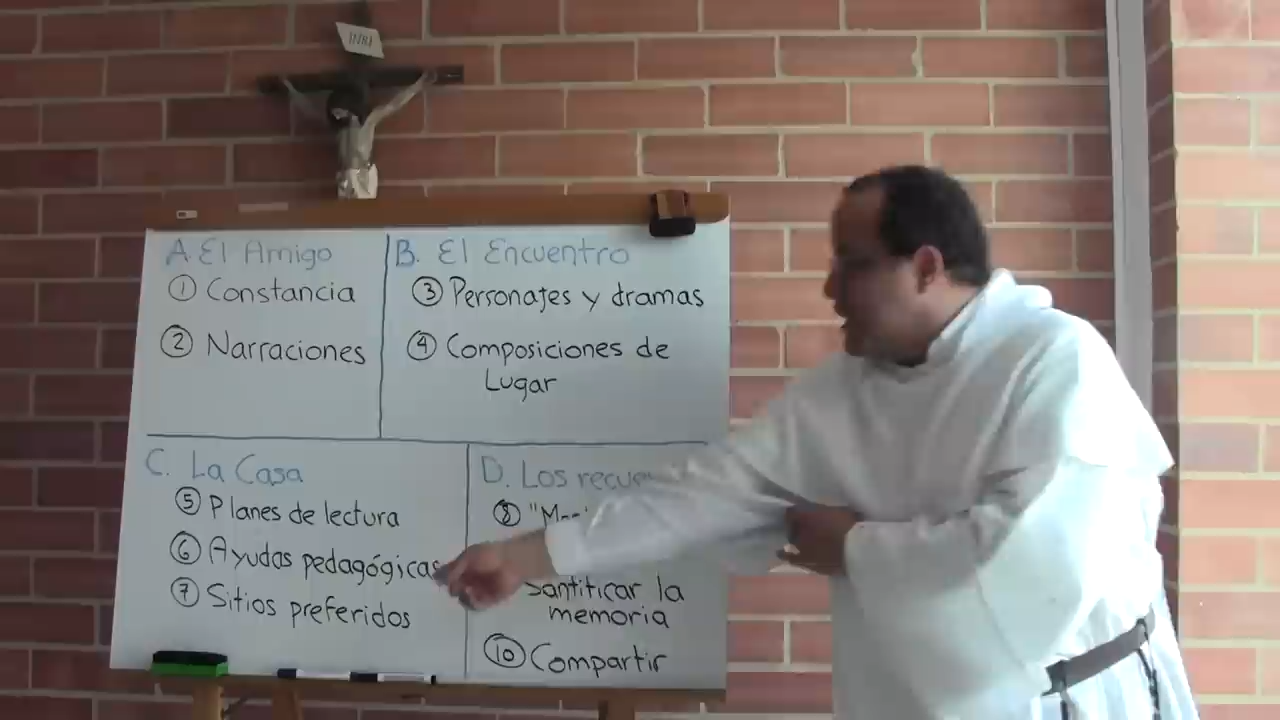 INRI
A. El Amigo
① Constancia
② Narraciones
B. El Encuentro
③ Personajes y dramas
④ Composiciones de
Lugar
C. La Casa
⑤ Planes de lectura
⑥ Ayudas pedagógicas
⑦ Sitios preferidos
D. Los
⑧
Santificar la
memoria
⑩ Compartir